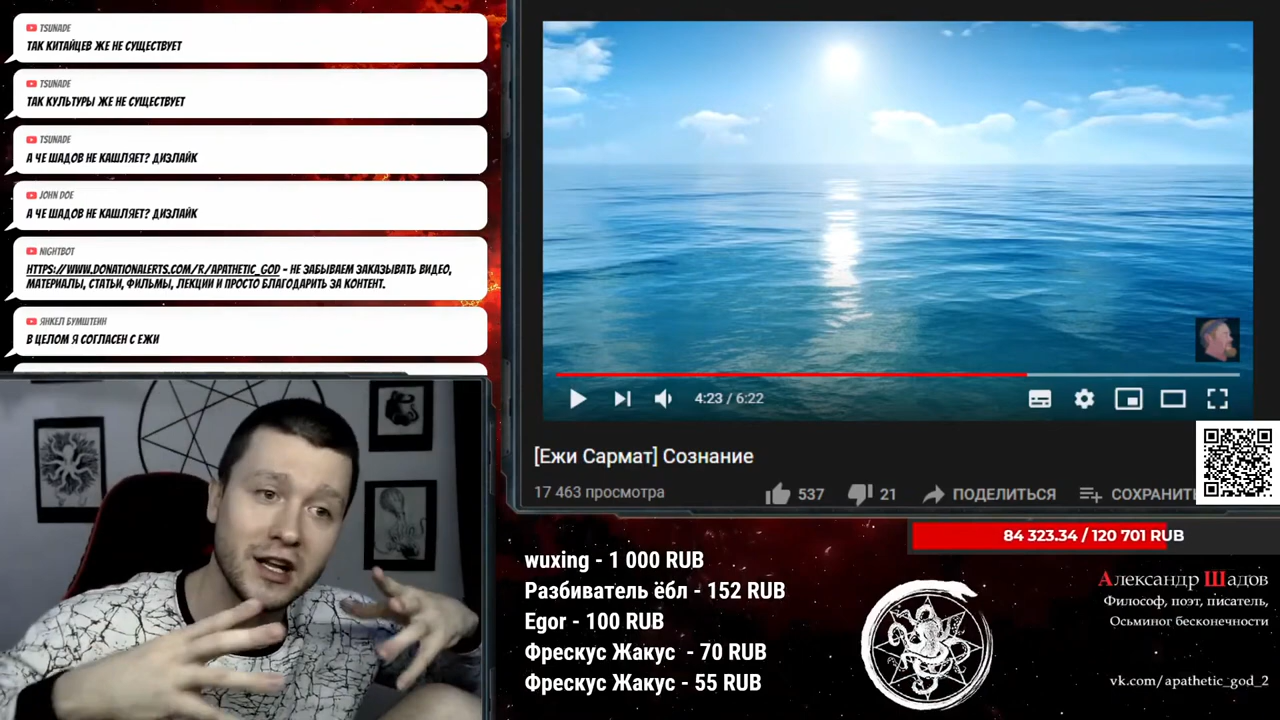 TSUNADE
ТАК КИТАЙЦЕВ ЖЕ НЕ СУЩЕСТВУЕТ
TSUNADE
ТАК КУЛЬТУРЫ ЖЕ НЕ СУЩЕСТВУЕТ
TSUNADE
А ЧЕ ШАДОВ НЕ КАШЛЯЕТ? ДИЗЛАЙК
JOHN DOE
А ЧЕ ШАДОВ НЕ КАШЛЯЕТ? ДИЗЛАЙК
NIGHTBOT
HTTPS://WWW.DONATIONALERTS.COM/R/APATHETIC_GOD - НЕ ЗАБЫВАЕМ ЗАКАЗЫВАТЬ ВИДЕО,
МАТЕРИАЛЫ, СТАТЬИ, ФИЛЬМЫ, ЛЕКЦИИ И ПРОСТО БЛАГОДАРИТЬ ЗА КОНТЕНТ.
ЯНКЕЛ БУМШТЕИН
В ЦЕЛОМ Я СОГЛАСЕН С ЕЖИ
4:23 / 6:22
[Ежи Сармат] Сознание
17 463 просмотра
537
21
ПОДЕЛИТЬСЯ
СОХРАНИТЬ
84 323.34 / 120 701 RUB
wuxing - 1 000 RUB
Разбиватель ёбл - 152 RUB
Egor - 100 RUB
Фрескус Жакус - 70 RUB
Фрескус Жакус - 55 RUB
Александр Шадов
Философ, поэт, писатель,
Осьминог бесконечности
vk.com/apathetic_god_2